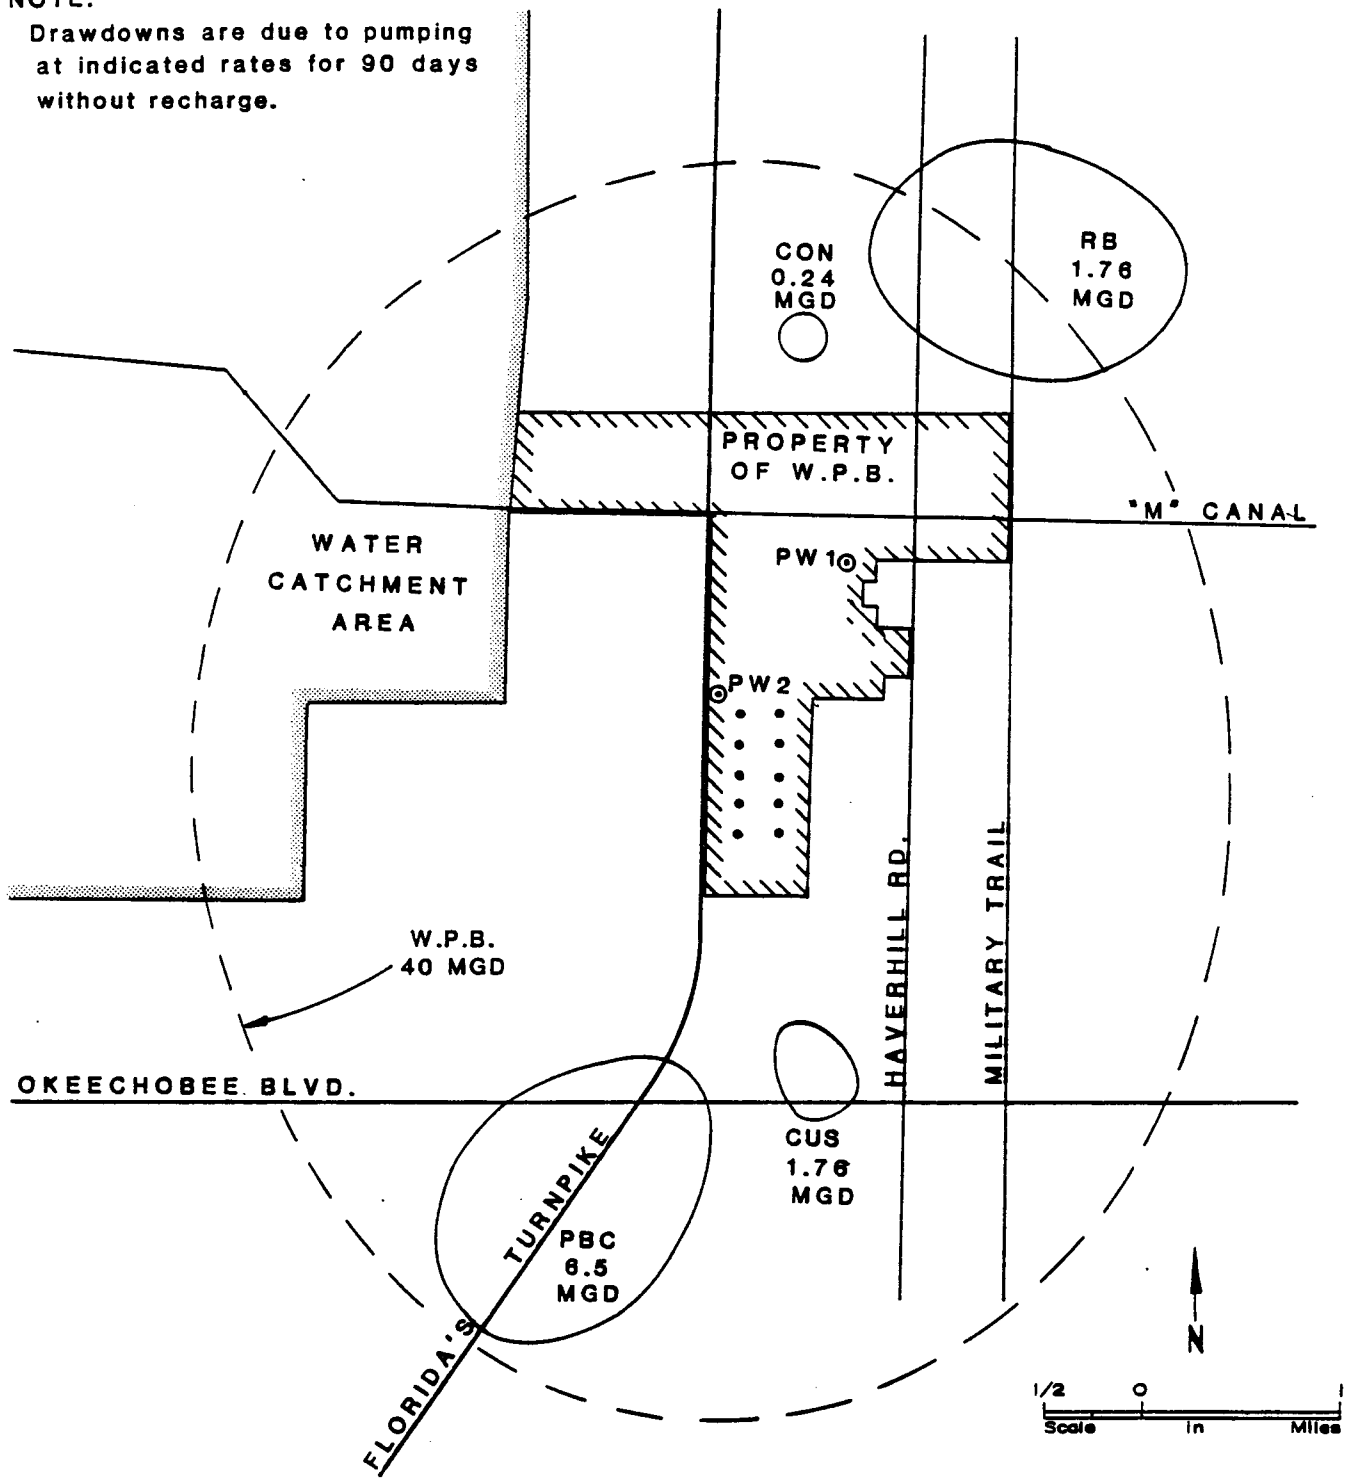 NOTE:
Drawdowns are due to pumping
at indicated rates for 90 days
without recharge.
CON
0.24
MGD
RB
1.76
MGD
PROPERTY
OF W.P.B.
"M" CANAL
WATER
CATCHMENT
AREA
PW1
PW2
W.P.B.
40 MGD
HAVERHILL RD.
MILITARY TRAIL
OKEECHOBEE BLVD.
CUS
1.76
MGD
FLORIDA'S TURNPIKE
PBC
6.5
MGD
N
1/2 0 1
Scale in Miles